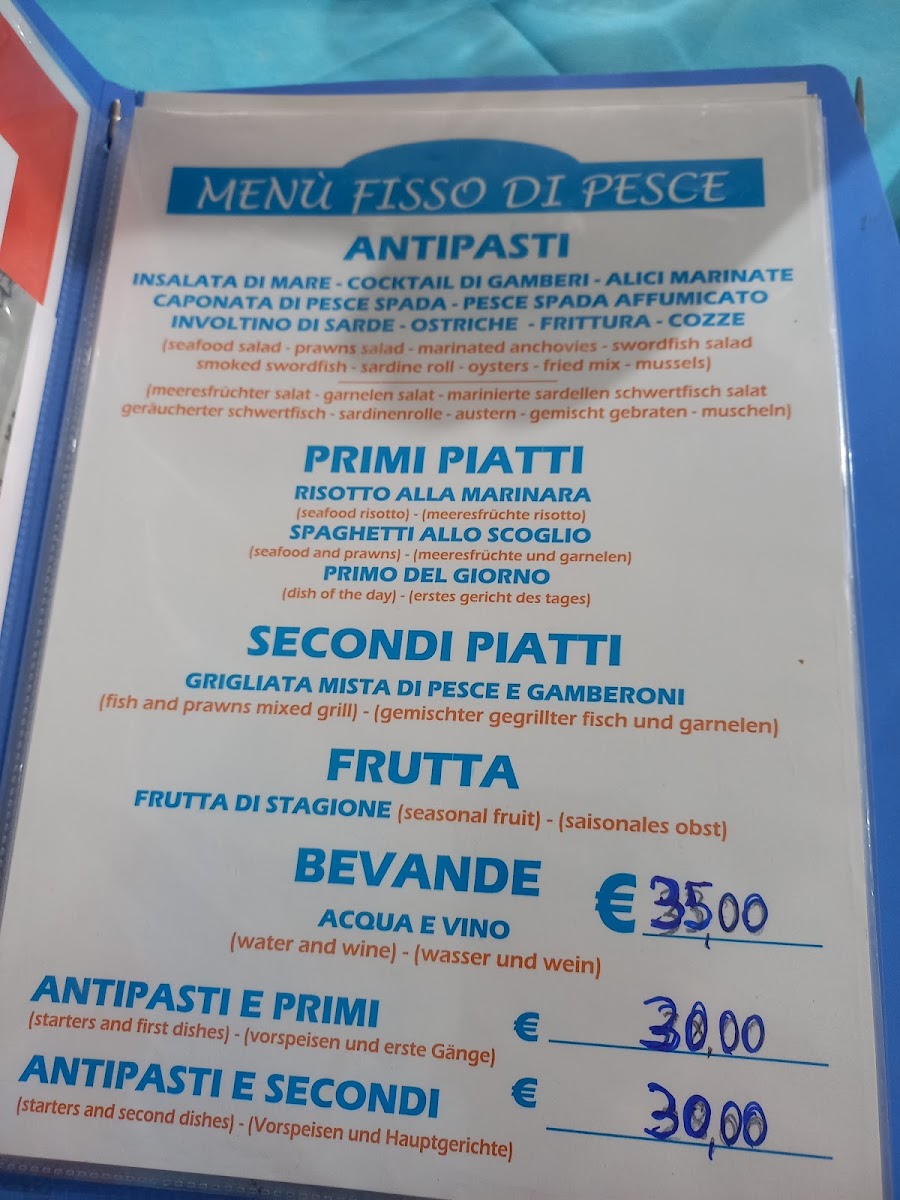 MENÙ FISSO DI PESCE
ANTIPASTI
INSALATA DI MARE - COCKTAIL DI GAMBERI - ALICI MARINATE
CAPONATA DI PESCE SPADA - PESCE SPADA AFFUMICATO
INVOLTINO DI SARDE - OSTRICHE - FRITTURA - COZZE
(seafood salad - prawns salad - marinated anchovies - swordfish salad
smoked swordfish - sardine roll - oysters - fried mix - mussels)
(meeresfrüchter salat - garnelen salat - marinierte sardellen schwertfisch salat
geräucherter schwertfisch - sardinenrolle - austern - gemischt gebraten - muscheln)
PRIMI PIATTI
RISOTTO ALLA MARINARA
(seafood risotto) - (meeresfrüchte risotto)
SPAGHETTI ALLO SCOGLIO
(seafood and prawns) - (meeresfrüchte und garnelen)
PRIMO DEL GIORNO
(dish of the day) - (erstes gericht des tages)
SECONDI PIATTI
GRIGLIATA MISTA DI PESCE E GAMBERONI
(fish and prawns mixed grill) - (gemischter gegrillter fisch und garnelen)
FRUTTA
FRUTTA DI STAGIONE (seasonal fruit) - (saisonales obst)
BEVANDE
€ 35,00
ACQUA E VINO
(water and wine) - (wasser und wein)
ANTIPASTI E PRIMI € 30,00
(starters and first dishes) - (vorspeisen und erste Gänge)
ANTIPASTI E SECONDI € 30,00
(starters and second dishes) - (Vorspeisen und Hauptgerichte)